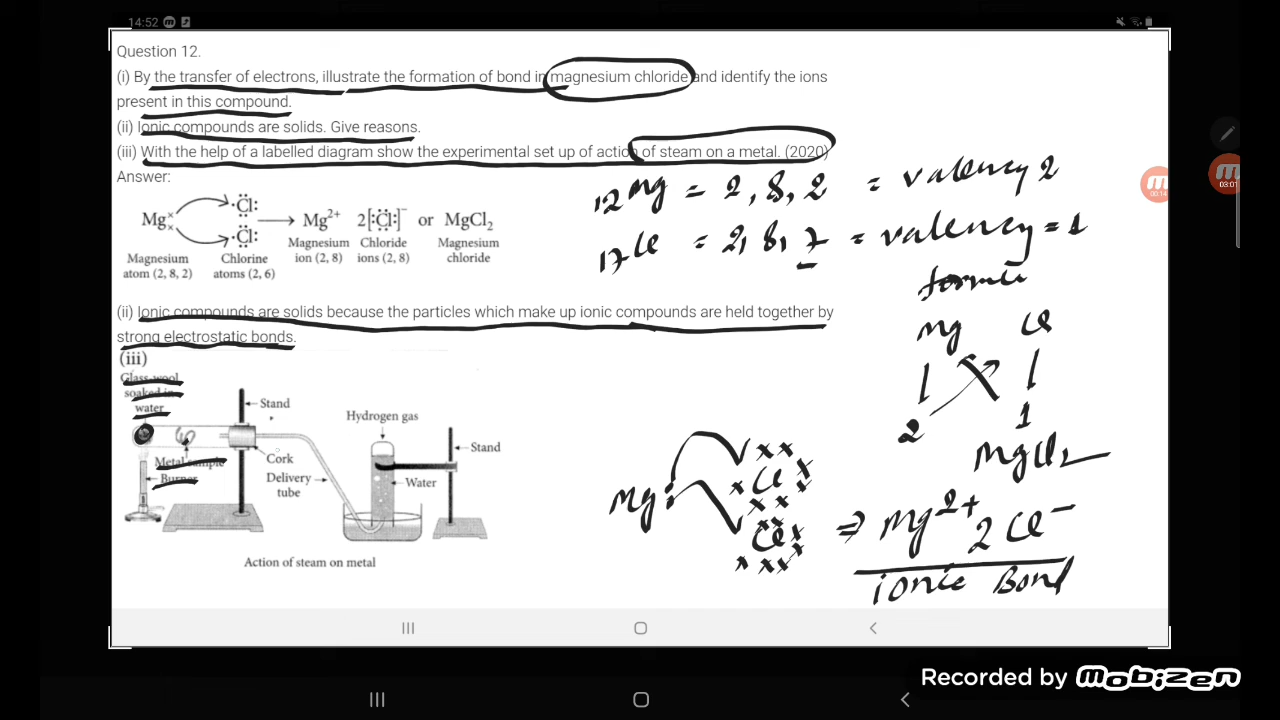 14:52
Question 12.
(i) By the transfer of electrons, illustrate the formation of bond in magnesium chloride and identify the ions
present in this compound.
(ii) Ionic compounds are solids. Give reasons.
(iii) With the help of a labelled diagram show the experimental set up of action of steam on a metal. (2020)
Answer:
Mg Cl Cl → Mg²⁺ 2[Cl]⁻ or MgCl₂
Magnesium atom (2, 8, 2)
Chlorine atoms (2, 6)
Magnesium ion (2, 8)
Chloride ions (2, 8)
Magnesium chloride
₁₂Mg = 2, 8, 2 = valency 2
₁₇Cl = 2, 8, 7 = valency = 1
Mg Cl
1 1
2 1
MgCl₂
(ii) Ionic compounds are solids because the particles which make up ionic compounds are held together by
strong electrostatic bonds.
(iii)
Glass wool
soaked in
water
Stand
Hydrogen gas
Stand
Metal sample
Burner
Cork
Delivery
tube
Water
Action of steam on metal
Mg: Cl Cl ⇒ Mg²⁺ 2Cl⁻
ionic Bond
00:14
03:01
Recorded by mobizen